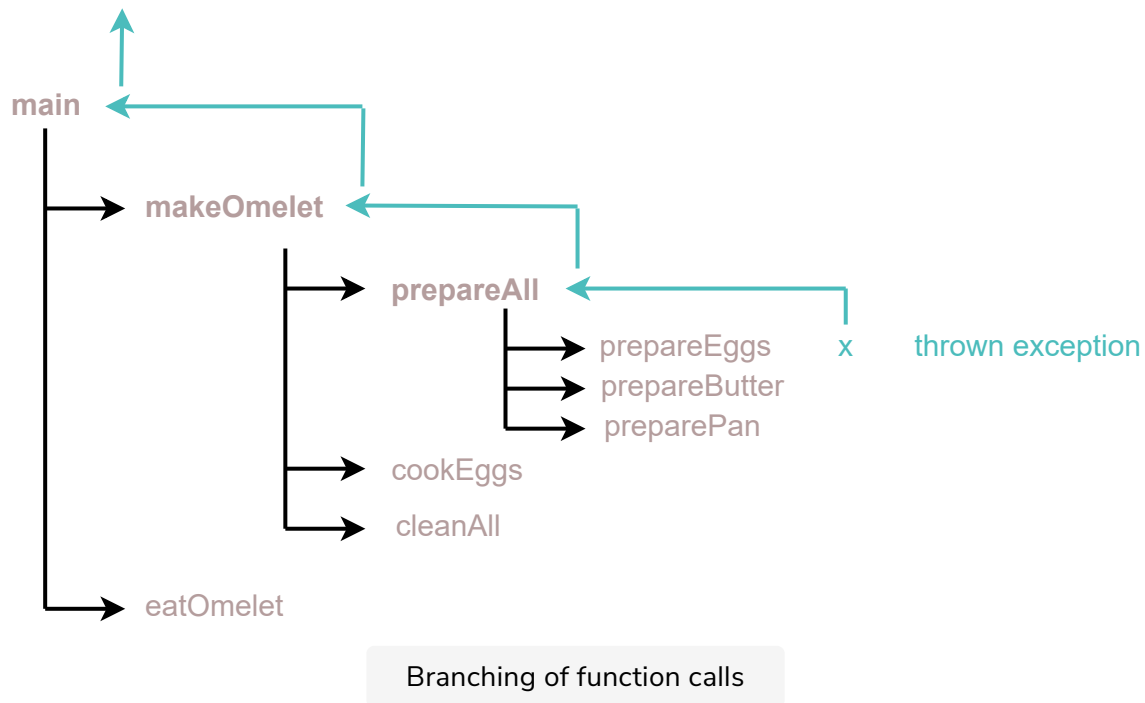 main
makeOmelet
prepareAll
prepareEggs x thrown exception
prepareButter
preparePan
cookEggs
cleanAll
eatOmelet
Branching of function calls